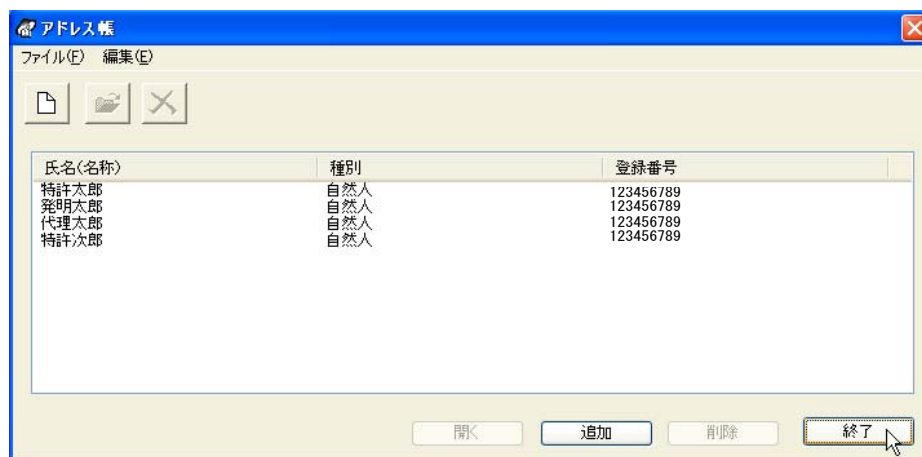 アドレス帳
ファイル(F) 編集(E)
氏名(名称) 種別 登録番号
特許太郎 自然人 123456789
発明太郎 自然人 123456789
代理太郎 自然人 123456789
特許次郎 自然人 123456789
開く 追加 削除 終了